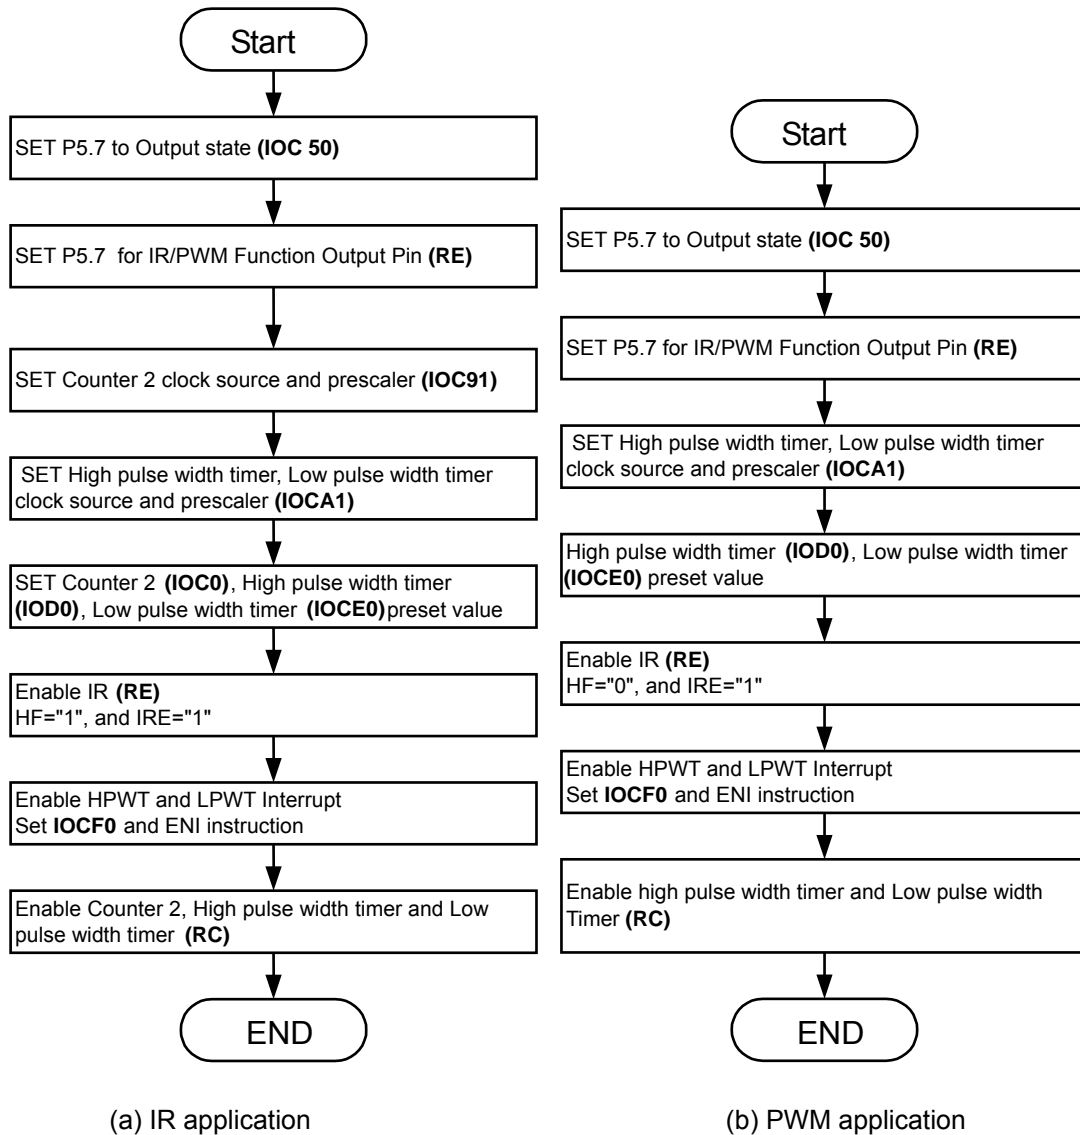 Start
SET P5.7 to Output state (IOC 50)
SET P5.7 for IR/PWM Function Output Pin (RE)
SET Counter 2 clock source and prescaler (IOC91)
SET High pulse width timer, Low pulse width timer
clock source and prescaler (IOCA1)
SET Counter 2 (IOC0), High pulse width timer
(IOD0), Low pulse width timer (IOCE0)preset value
Enable IR (RE)
HF="1", and IRE="1"
Enable HPWT and LPWT Interrupt
Set IOCF0 and ENI instruction
Enable Counter 2, High pulse width timer and Low
pulse width timer (RC)
END
(a) IR application
Start
SET P5.7 to Output state (IOC 50)
SET P5.7 for IR/PWM Function Output Pin (RE)
SET High pulse width timer, Low pulse width timer
clock source and prescaler (IOCA1)
High pulse width timer (IOD0), Low pulse width timer
(IOCE0) preset value
Enable IR (RE)
HF="0", and IRE="1"
Enable HPWT and LPWT Interrupt
Set IOCF0 and ENI instruction
Enable high pulse width timer and Low pulse width
Timer (RC)
END
(b) PWM application